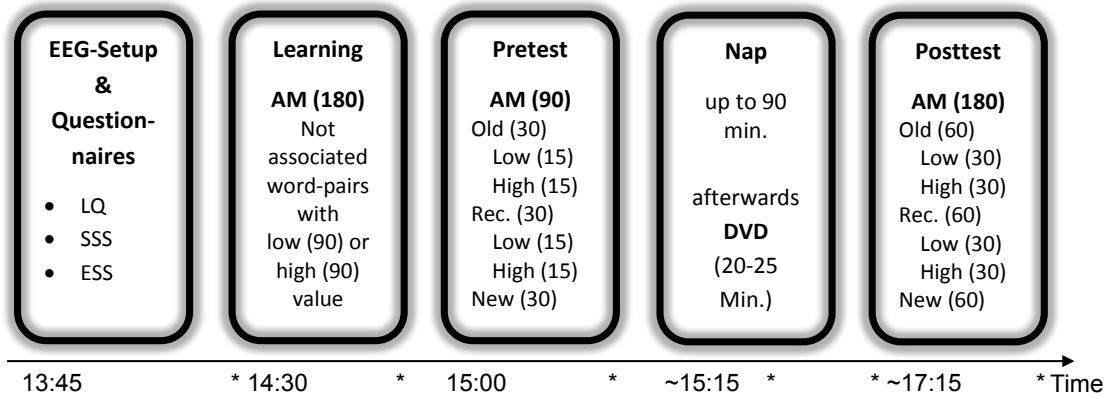 EEG-Setup
&
Question-
naires
• LQ
• SSS
• ESS
Learning
AM (180)
Not
associated
word-pairs
with
low (90) or
high (90)
value
Pretest
AM (90)
Old (30)
Low (15)
High (15)
Rec. (30)
Low (15)
High (15)
New (30)
Nap
up to 90
min.
afterwards
DVD
(20-25
Min.)
Posttest
AM (180)
Old (60)
Low (30)
High (30)
Rec. (60)
Low (30)
High (30)
New (60)
13:45 * 14:30 * 15:00 * ~15:15 * * ~17:15 * Time